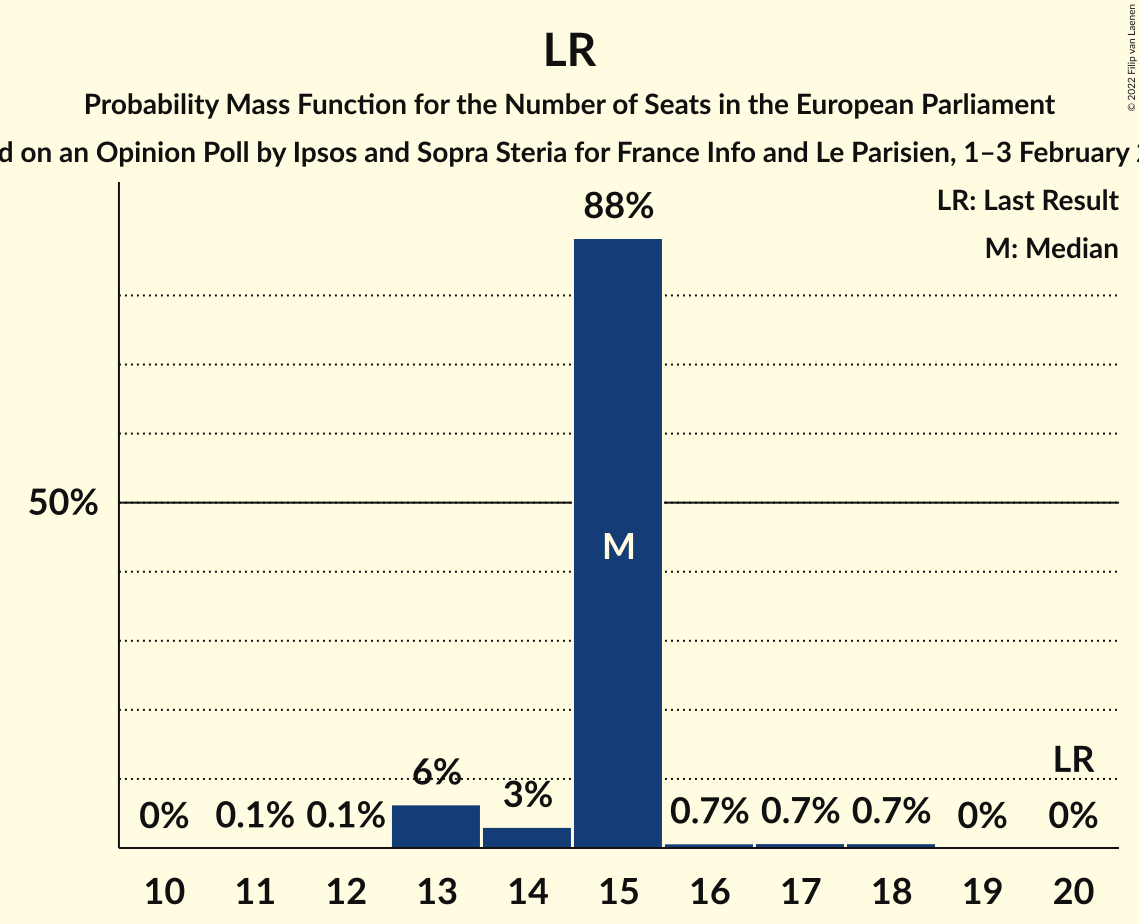 LR
Probability Mass Function for the Number of Seats in the European Parliament
on an Opinion Poll by Ipsos and Sopra Steria for France Info and Le Parisien, 1–3 February
© 2022 Filip van Laenen
LR: Last Result
M: Median
88%
50%
M
6%
3%
LR
0%
0.1%
0.1%
0.7%
0.7%
0.7%
0%
0%
10
11
12
13
14
15
16
17
18
19
20